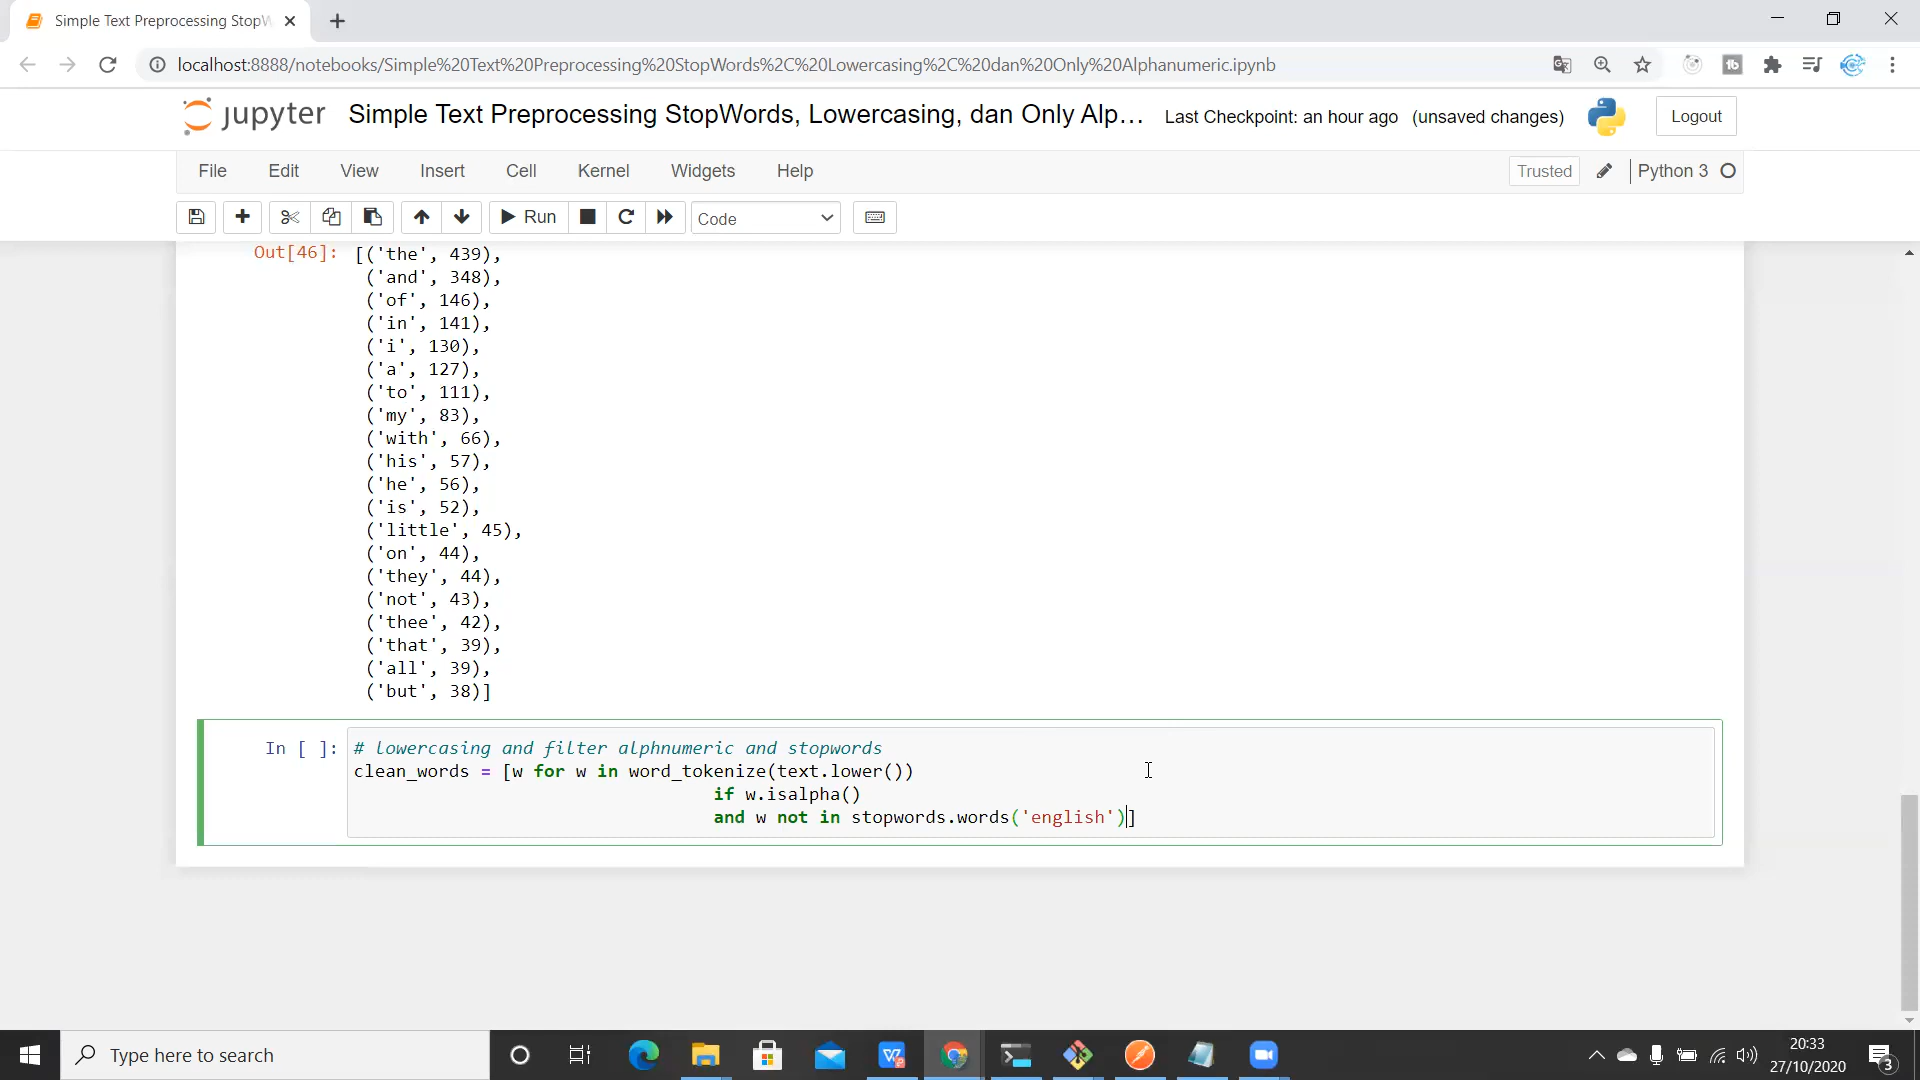 Simple Text Preprocessing StopW
localhost:8888/notebooks/Simple%20Text%20Preprocessing%20StopWords%2C%20Lowercasing%2C%20dan%20Only%20Alphanumeric.ipynb
jupyter Simple Text Preprocessing StopWords, Lowercasing, dan Only Alp... Last Checkpoint: an hour ago (unsaved changes) Logout
File Edit View Insert Cell Kernel Widgets Help Trusted Python 3
Run Code
Out[46]: [('the', 439),
('and', 348),
('of', 146),
('in', 141),
('i', 130),
('a', 127),
('to', 111),
('my', 83),
('with', 66),
('his', 57),
('he', 56),
('is', 52),
('little', 45),
('on', 44),
('they', 44),
('not', 43),
('thee', 42),
('that', 39),
('all', 39),
('but', 38)]
In [ ]: # lowercasing and filter alphnumeric and stopwords
clean_words = [w for w in word_tokenize(text.lower())
if w.isalpha()
and w not in stopwords.words('english')]
Type here to search
20:33
27/10/2020
3